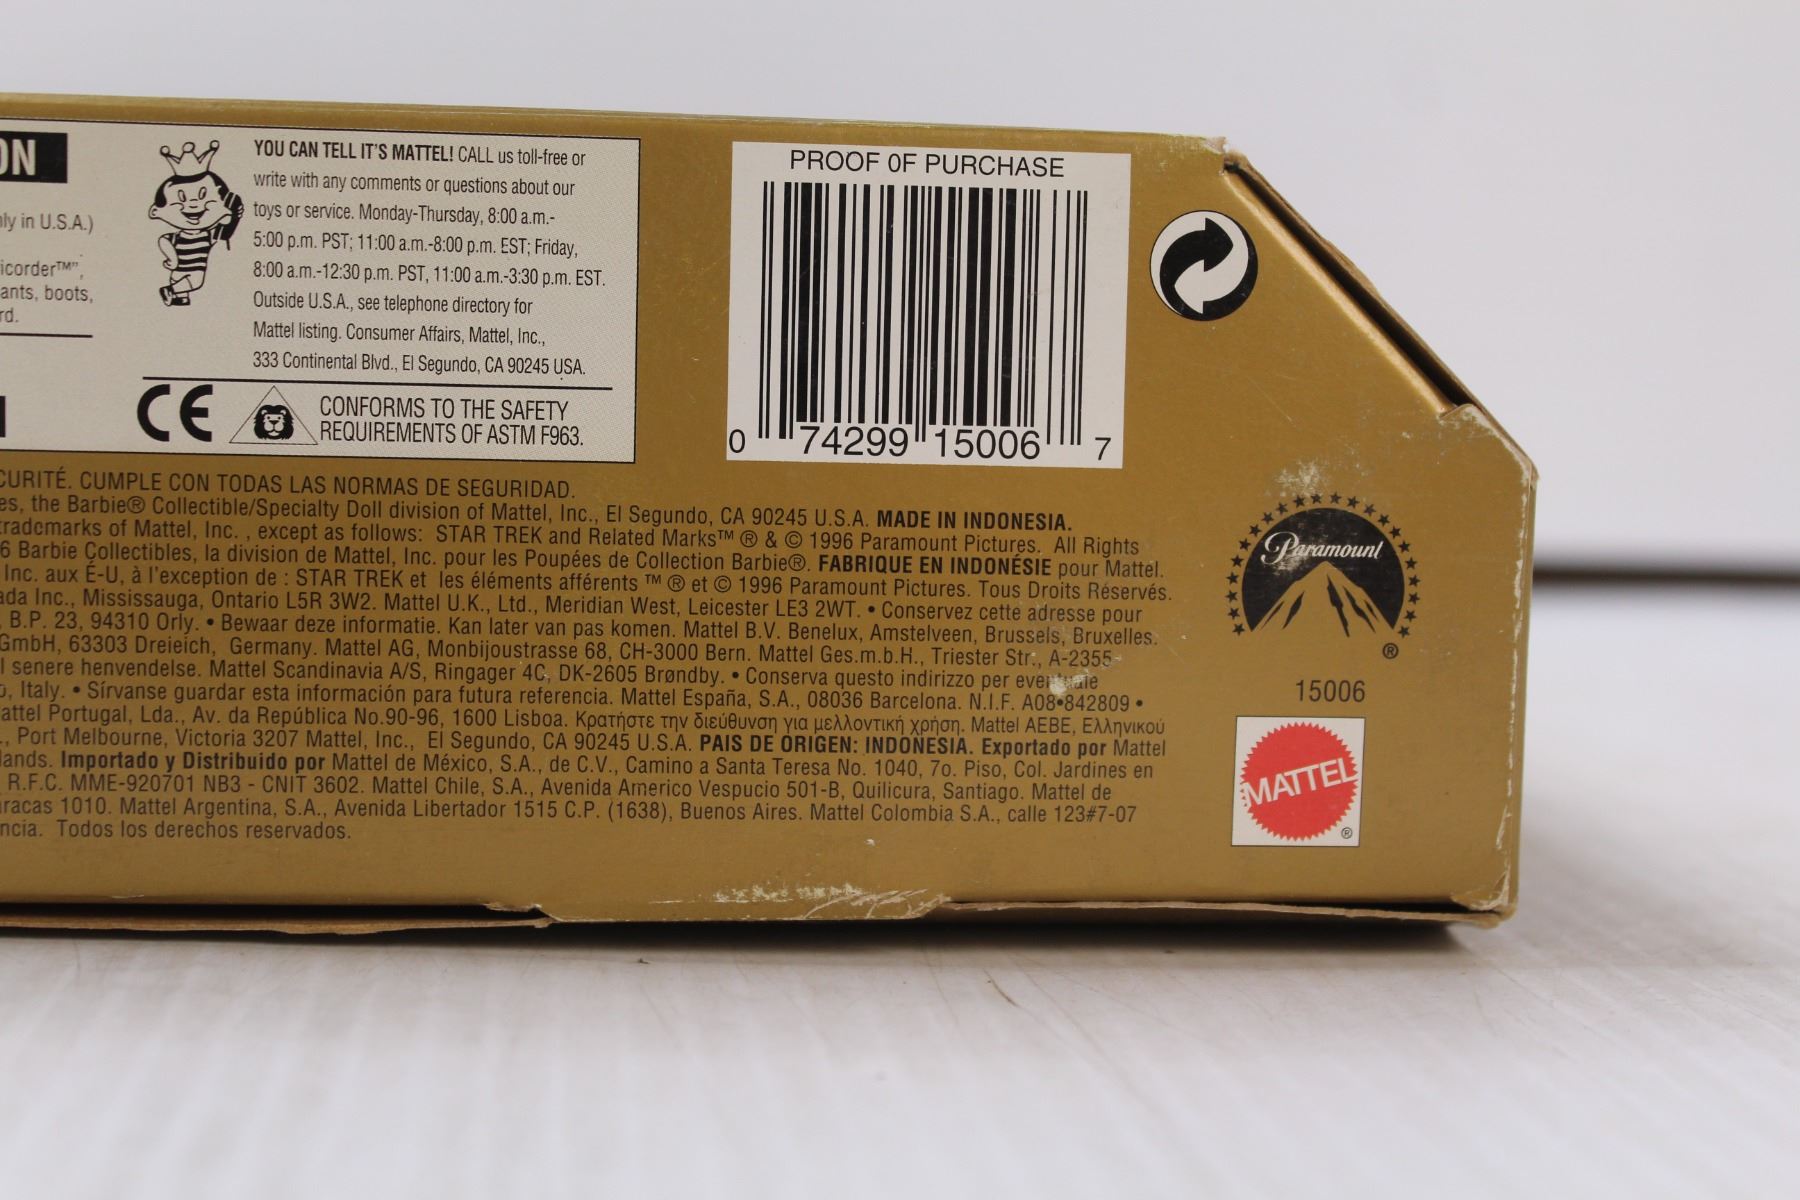 ON
nly in U.S.A.)
icorder™",
ants, boots,
rd.
YOU CAN TELL IT'S MATTEL! CALL us toll-free or
write with any comments or questions about our
toys or service. Monday-Thursday, 8:00 a.m.-
5:00 p.m. PST; 11:00 a.m.-8:00 p.m. EST; Friday,
8:00 a.m.-12:30 p.m. PST, 11:00 a.m.-3:30 p.m. EST.
Outside U.S.A., see telephone directory for
Mattel listing. Consumer Affairs, Mattel, Inc.,
333 Continental Blvd., El Segundo, CA 90245 USA.
CE
CONFORMS TO THE SAFETY
REQUIREMENTS OF ASTM F963.
PROOF OF PURCHASE
0 74299 15006 7
CURITÉ. CUMPLE CON TODAS LAS NORMAS DE SEGURIDAD.
es, the Barbie® Collectible/Specialty Doll division of Mattel, Inc., El Segundo, CA 90245 U.S.A. MADE IN INDONESIA.
trademarks of Mattel, Inc. , except as follows: STAR TREK and Related Marks™ ® & © 1996 Paramount Pictures. All Rights
6 Barbie Collectibles, la division de Mattel, Inc. pour les Poupées de Collection Barbie®. FABRIQUÉ EN INDONÉSIE pour Mattel.
Inc. aux É-U, à l'exception de : STAR TREK et les éléments afférents ™ ® et © 1996 Paramount Pictures. Tous Droits Réservés.
ada Inc., Mississauga, Ontario L5R 3W2. Mattel U.K., Ltd., Meridian West, Leicester LE3 2WT. • Conservez cette adresse pour
, B.P. 23, 94310 Orly. • Bewaar deze informatie. Kan later van pas komen. Mattel B.V. Benelux, Amstelveen, Brussels, Bruxelles.
GmbH, 63303 Dreieich, Germany. Mattel AG, Monbijoustrasse 68, CH-3000 Bern. Mattel Ges.m.b.H., Triester Str., A-2355
l senere henvendelse. Mattel Scandinavia A/S, Ringager 4C, DK-2605 Brøndby. • Conserva questo indirizzo per eventuale
o, Italy. • Sírvanse guardar esta información para futura referencia. Mattel España, S.A., 08036 Barcelona. N.I.F. A08•842809 •
attel Portugal, Lda., Av. da República No.90-96, 1600 Lisboa. Κρατήστε την διεύθυνση για μελλοντική χρήση. Mattel AEBE, Ελληνικού
., Port Melbourne, Victoria 3207 Mattel, Inc., El Segundo, CA 90245 U.S.A. PAIS DE ORIGEN: INDONESIA. Exportado por Mattel
lands. Importado y Distribuido por Mattel de México, S.A., de C.V., Camino a Santa Teresa No. 1040, 7o. Piso, Col. Jardines en
R.F.C. MME-920701 NB3 - CNIT 3602. Mattel Chile, S.A., Avenida Americo Vespucio 501-B, Quilicura, Santiago. Mattel de
aracas 1010. Mattel Argentina, S.A., Avenida Libertador 1515 C.P. (1638), Buenos Aires. Mattel Colombia S.A., calle 123#7-07
ncia. Todos los derechos reservados.
Paramount
®
15006
MATTEL
®